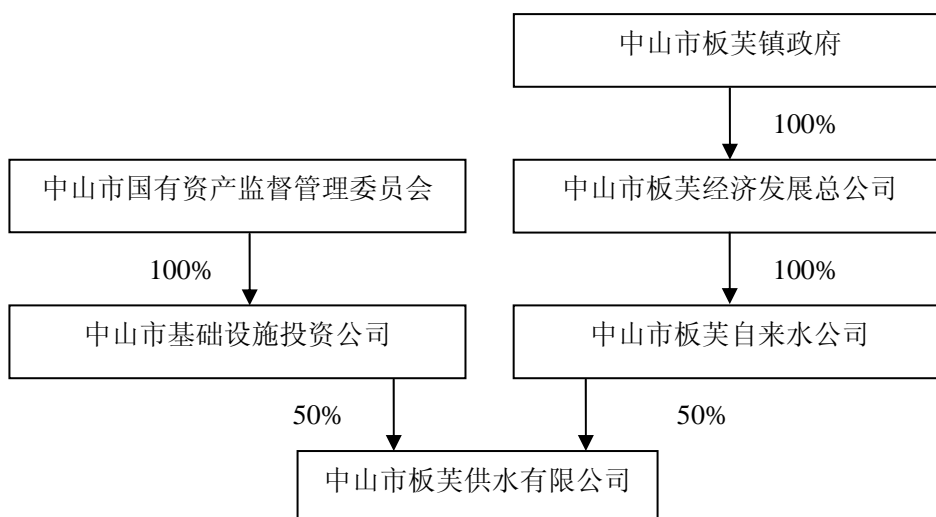 中山市板芙镇政府
100%
中山市国有资产监督管理委员会
中山市板芙经济发展总公司
100%
100%
中山市基础设施投资公司
中山市板芙自来水公司
50%
50%
中山市板芙供水有限公司